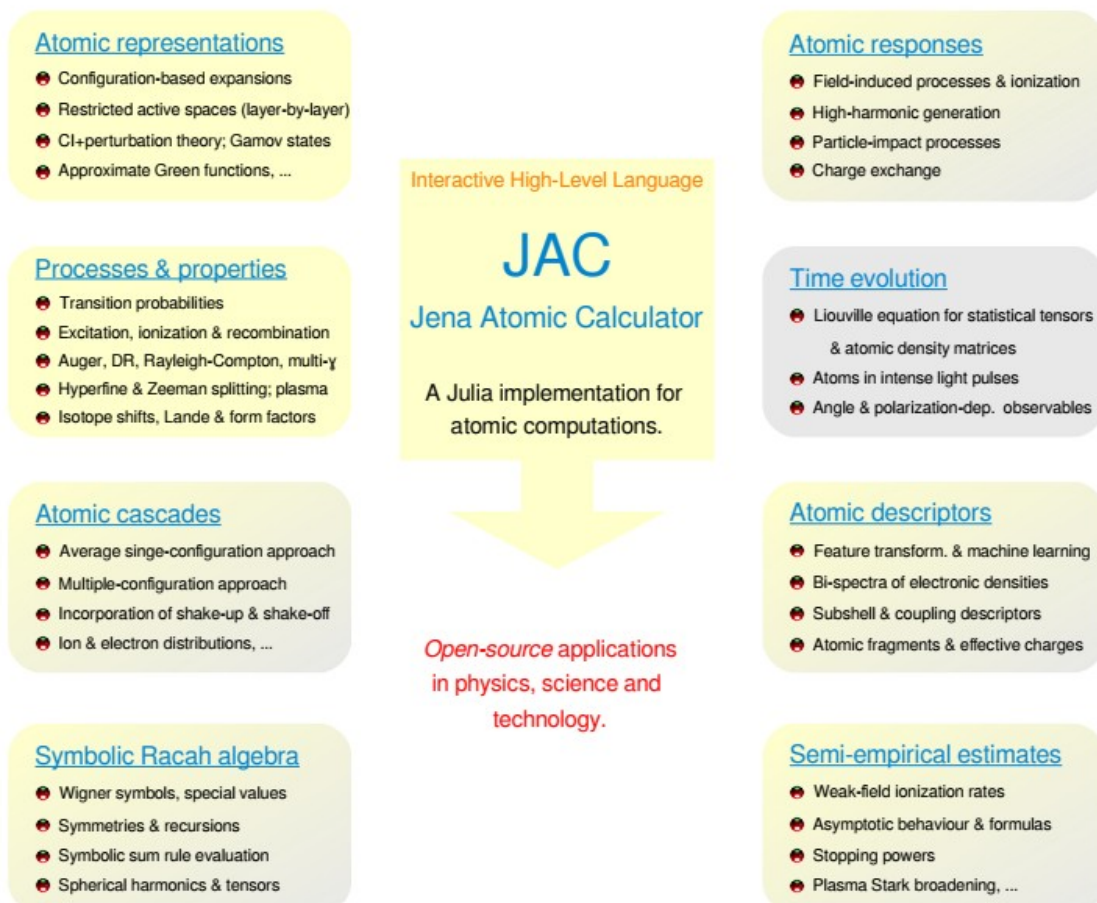 Atomic representations
Configuration-based expansions
Restricted active spaces (layer-by-layer)
CI+perturbation theory; Gamov states
Approximate Green functions, ...
Processes & properties
Transition probabilities
Excitation, ionization & recombination
Auger, DR, Rayleigh-Compton, multi-ɣ
Hyperfine & Zeeman splitting; plasma
Isotope shifts, Lande & form factors
Atomic cascades
Average singe-configuration approach
Multiple-configuration approach
Incorporation of shake-up & shake-off
Ion & electron distributions, ...
Symbolic Racah algebra
Wigner symbols, special values
Symmetries & recursions
Symbolic sum rule evaluation
Spherical harmonics & tensors
Interactive High-Level Language
JAC
Jena Atomic Calculator
A Julia implementation for
atomic computations.
Open-source applications
in physics, science and
technology.
Atomic responses
Field-induced processes & ionization
High-harmonic generation
Particle-impact processes
Charge exchange
Time evolution
Liouville equation for statistical tensors
& atomic density matrices
Atoms in intense light pulses
Angle & polarization-dep. observables
Atomic descriptors
Feature transform. & machine learning
Bi-spectra of electronic densities
Subshell & coupling descriptors
Atomic fragments & effective charges
Semi-empirical estimates
Weak-field ionization rates
Asymptotic behaviour & formulas
Stopping powers
Plasma Stark broadening, ...